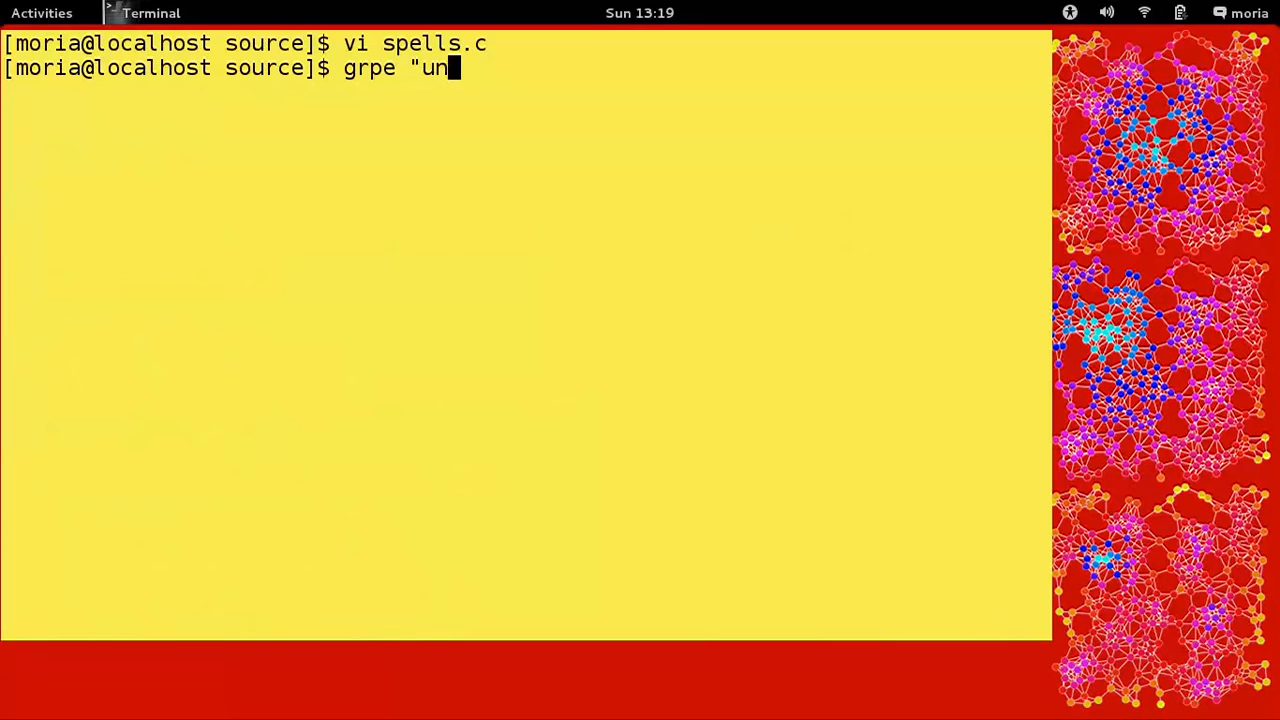 Activities
Terminal
Sun 13:19
moria
[moria@localhost source]$ vi spells.c
[moria@localhost source]$ grpe "un